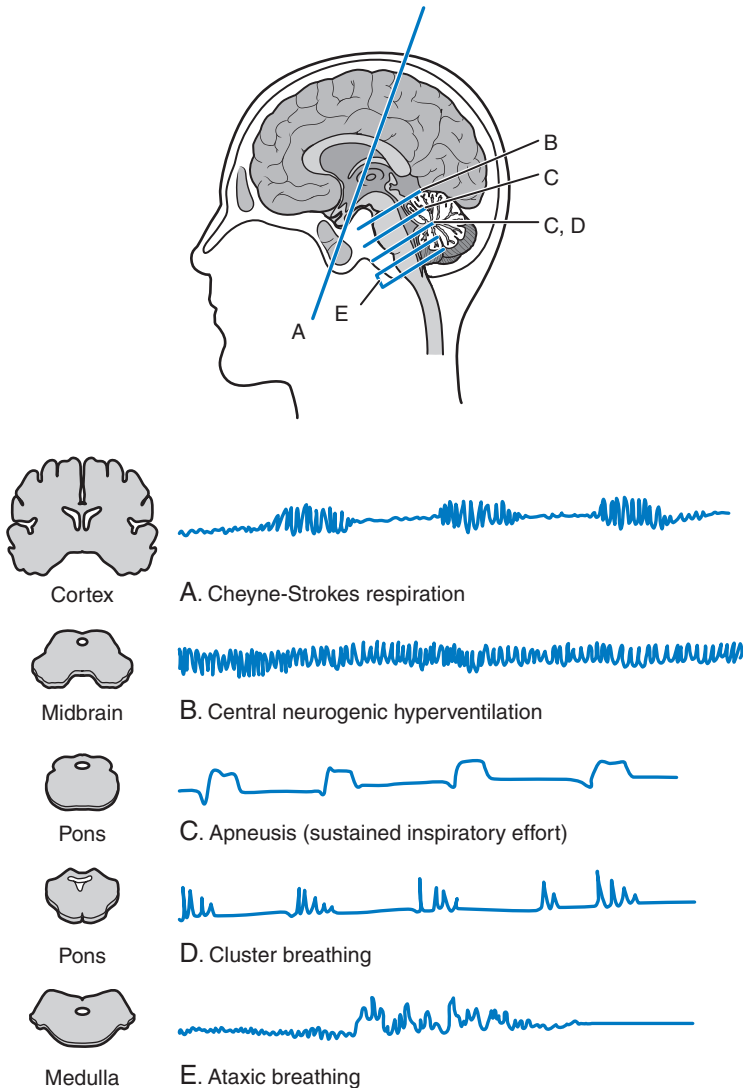 B
C
C, D
E
A
Cortex
A. Cheyne-Strokes respiration
Midbrain
B. Central neurogenic hyperventilation
Pons
C. Apneusis (sustained inspiratory effort)
Pons
D. Cluster breathing
Medulla
E. Ataxic breathing